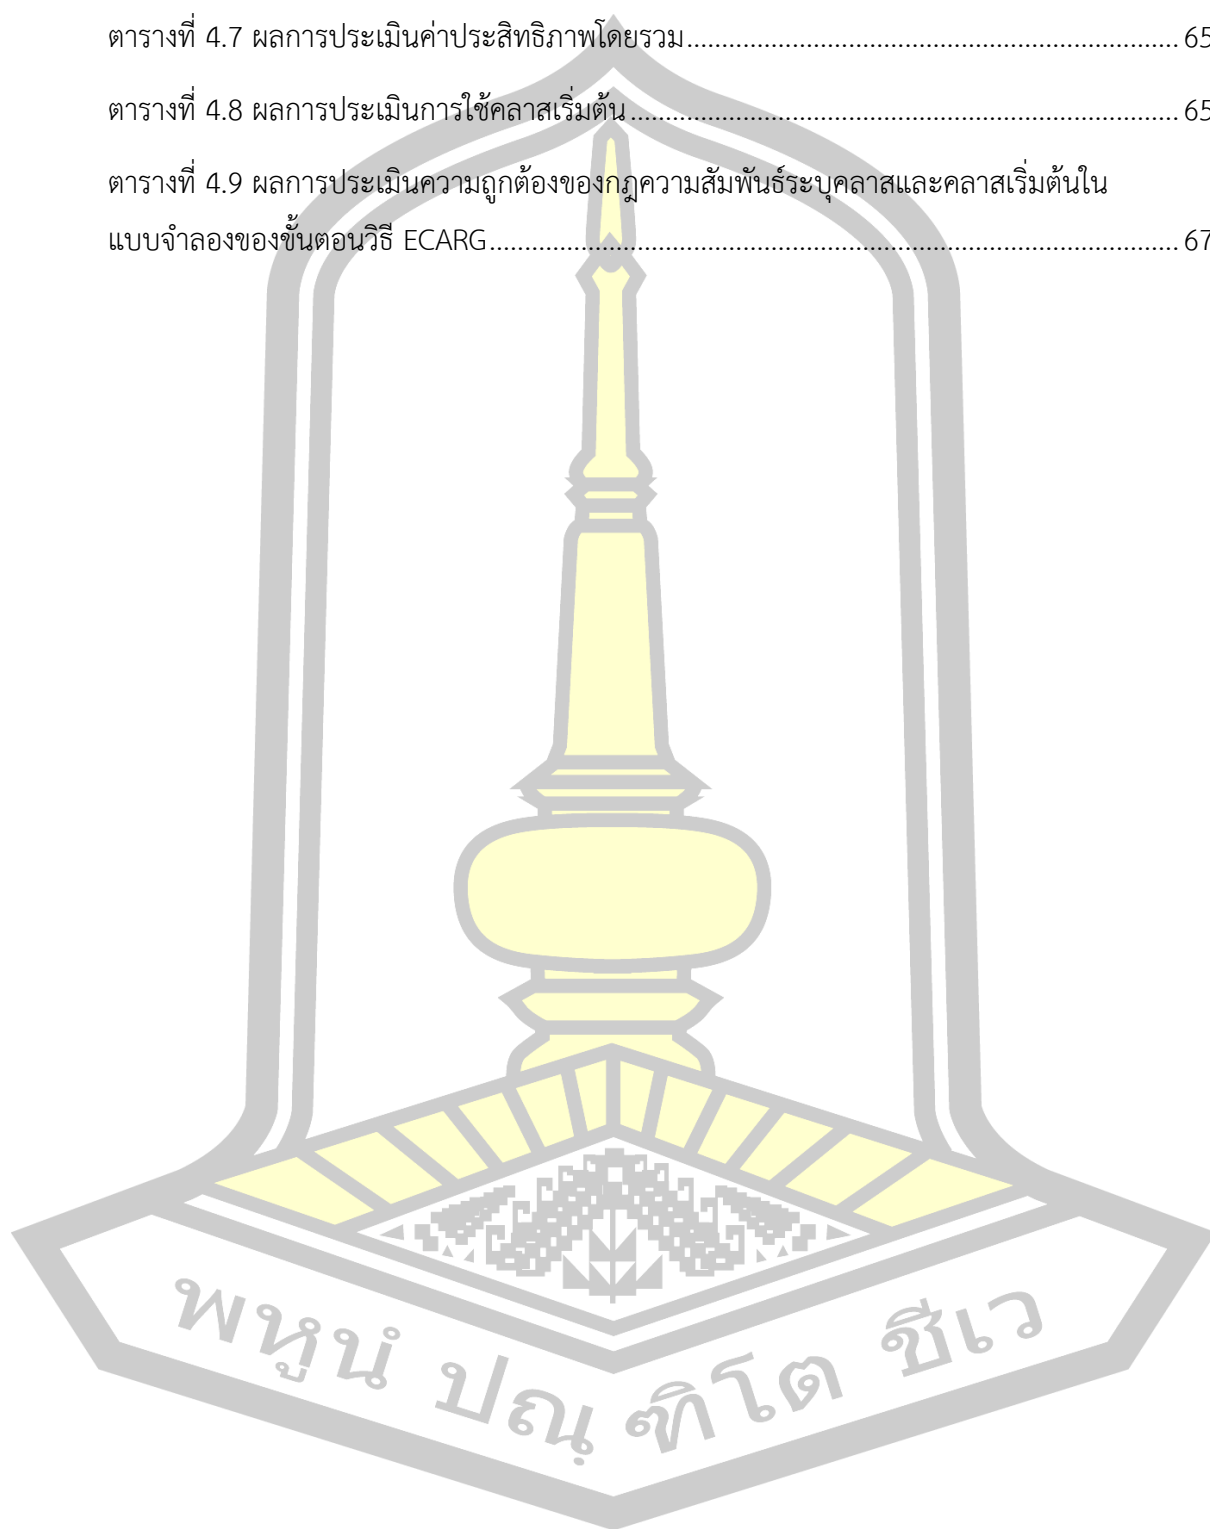 ตารางที่ 4.7 ผลการประเมินค่าประสิทธิภาพโดยรวม........................................................................ 65
ตารางที่ 4.8 ผลการประเมินการใช้คลาสเริ่มต้น................................................................................ 65
ตารางที่ 4.9 ผลการประเมินความถูกต้องของกฎความสัมพันธ์ระบุคลาสและคลาสเริ่มต้นใน
แบบจำลองของขั้นตอนวิธี ECARG.................................................................................................... 67
พหูนํ ปณฺฑิโต ชีเว